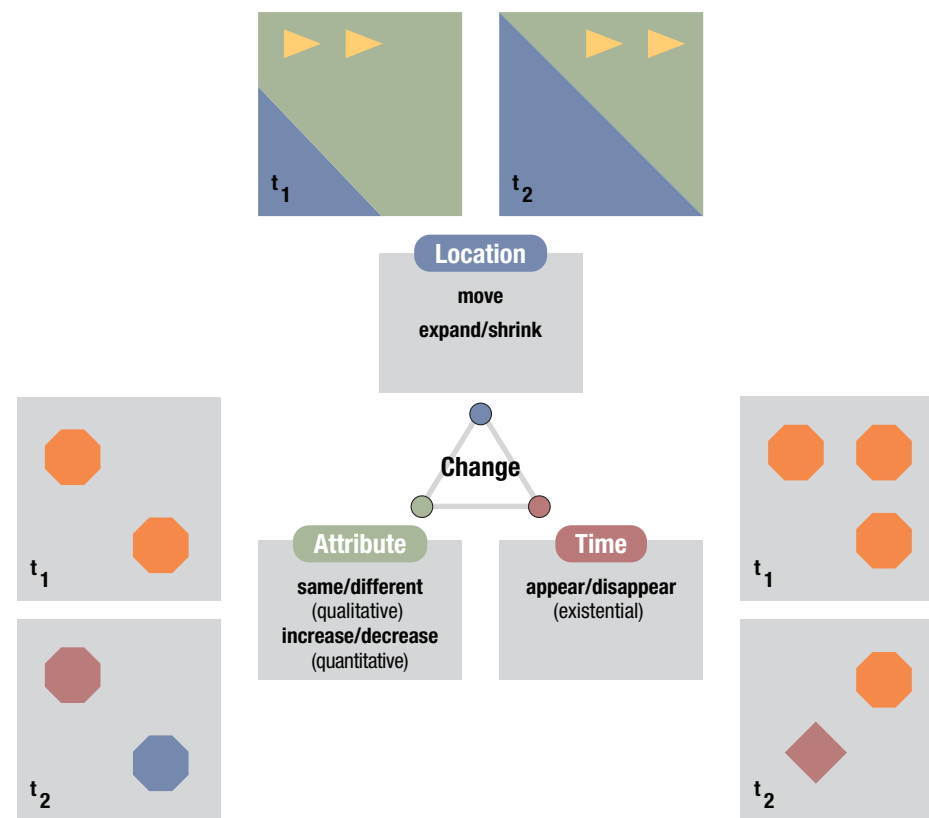 t1
t2
Location
move
expand/shrink
Change
t1
t1
Attribute
same/different
(qualitative)
increase/decrease
(quantitative)
Time
appear/disappear
(existential)
t2
t2